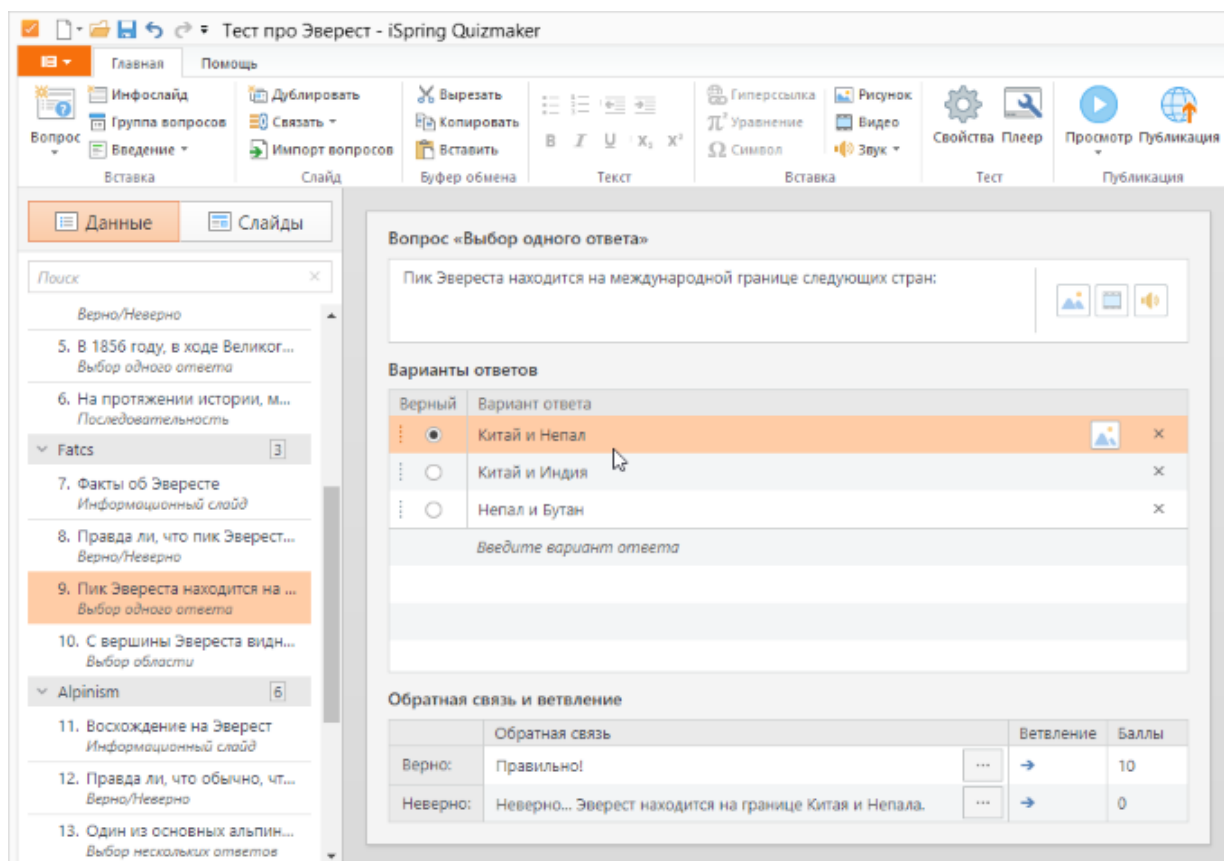 Тест про Эверест - iSpring Quizmaker
Главная Помощь
Вопрос
Инфослайд
Группа вопросов
Введение
Вставка
Дублировать
Связать
Импорт вопросов
Слайд
Вырезать
Копировать
Вставить
Буфер обмена
B I U X₂ X²
Текст
Гиперссылка
Уравнение
Символ
Рисунок
Видео
Звук
Вставка
Свойства Плеер
Тест
Просмотр Публикация
Публикация
Данные Слайды
Поиск
Верно/Неверно
5. В 1856 году, в ходе Великог...
Выбор одного ответа
6. На протяжении истории, м...
Последовательность
Fatcs 3
7. Факты об Эвересте
Информационный слайд
8. Правда ли, что пик Эверест...
Верно/Неверно
9. Пик Эвереста находится на ...
Выбор одного ответа
10. С вершины Эвереста видн...
Выбор области
Alpinism 6
11. Восхождение на Эверест
Информационный слайд
12. Правда ли, что обычно, чт...
Верно/Неверно
13. Один из основных альпин...
Выбор нескольких ответов
Вопрос «Выбор одного ответа»
Пик Эвереста находится на международной границе следующих стран:
Варианты ответов
Верный Вариант ответа
Китай и Непал
Китай и Индия
Непал и Бутан
Введите вариант ответа
Обратная связь и ветвление
Обратная связь Ветвление Баллы
Верно: Правильно! ... 10
Неверно: Неверно... Эверест находится на границе Китая и Непала. ... 0